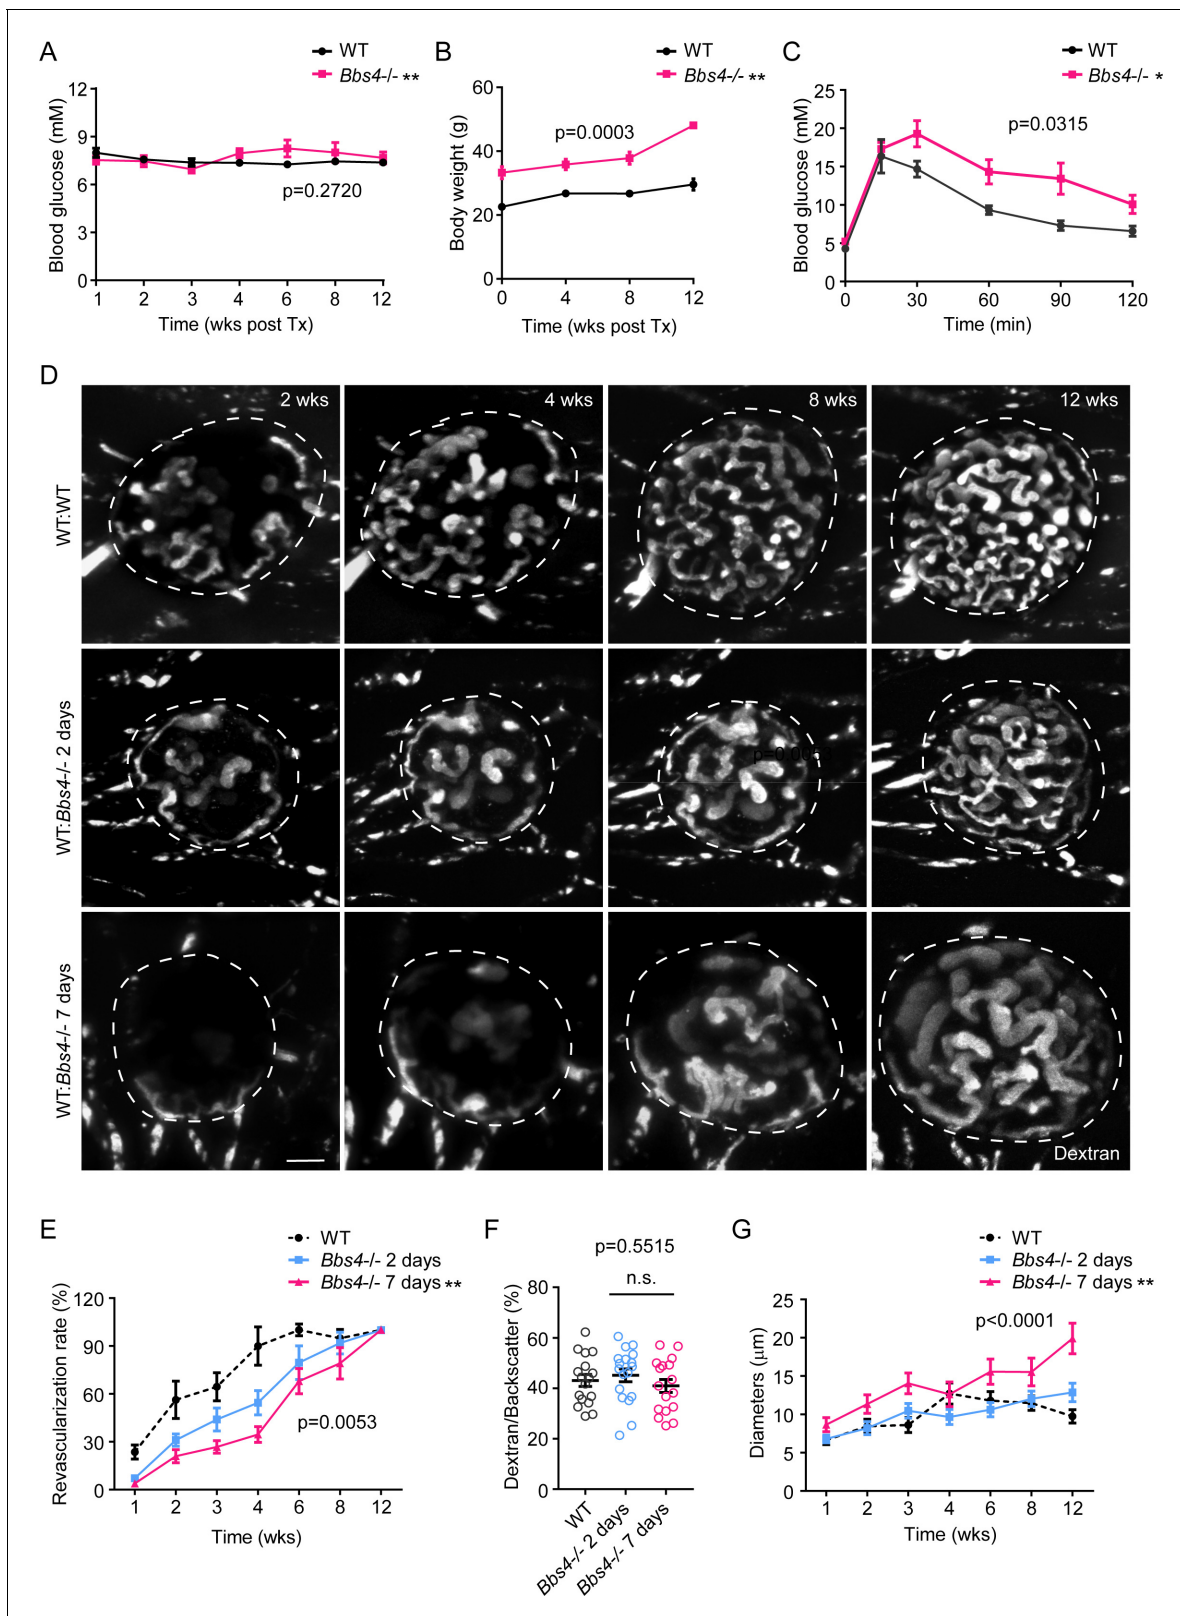 A
WT
Bbs4-/- **
Blood glucose (mM)
12
9
6
3
0
p=0.2720
1 2 3 4 6 8 12
Time (wks post Tx)
B
WT
Bbs4-/- **
Body weight (g)
60
40
20
0
p=0.0003
0 4 8 12
Time (wks post Tx)
C
WT
Bbs4-/- *
Blood glucose (mM)
25
20
15
10
5
0
p=0.0315
0 30 60 90 120
Time (min)
D
2 wks
4 wks
8 wks
12 wks
WT:WT
WT:Bbs4-/- 2 days
p=0.0053
WT:Bbs4-/- 7 days
Dextran
E
WT
Bbs4-/- 2 days
Bbs4-/- 7 days **
Revascularization rate (%)
120
90
60
30
0
p=0.0053
1 2 3 4 6 8 12
Time (wks)
F
p=0.5515
n.s.
Dextran/Backscatter (%)
80
60
40
20
0
WT
Bbs4-/- 2 days
Bbs4-/- 7 days
G
WT
Bbs4-/- 2 days
Bbs4-/- 7 days **
Diameters (μm)
25
20
15
10
5
0
p<0.0001
1 2 3 4 6 8 12
Time (wks)